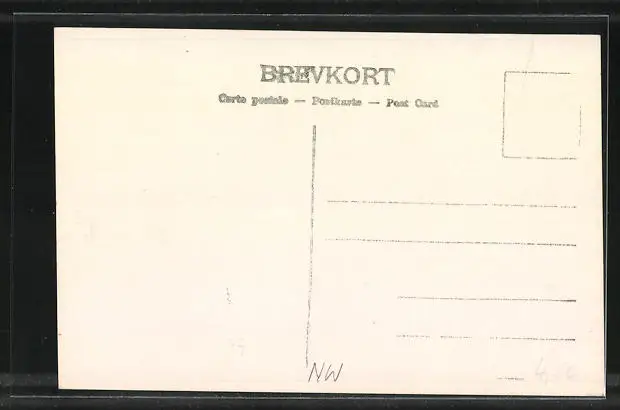 BREVKORT
Carte postale — Postkarte — Post Card
NW